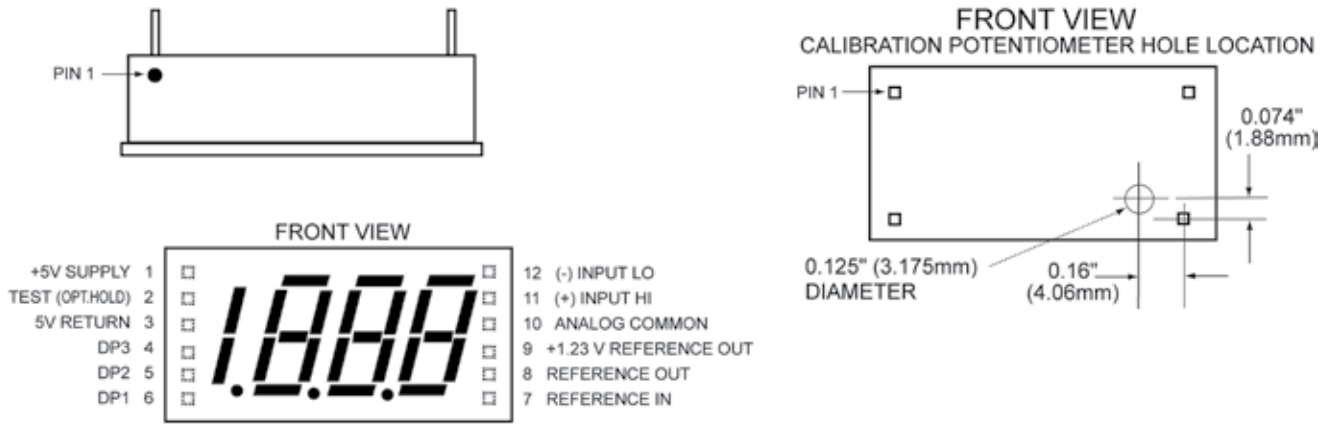 PIN 1
FRONT VIEW
+5V SUPPLY 1
TEST (OPT.HOLD) 2
5V RETURN 3
DP3 4
DP2 5
DP1 6
1.8.8.8
12 (-) INPUT LO
11 (+) INPUT HI
10 ANALOG COMMON
9 +1.23 V REFERENCE OUT
8 REFERENCE OUT
7 REFERENCE IN
FRONT VIEW
CALIBRATION POTENTIOMETER HOLE LOCATION
PIN 1
0.074"
(1.88mm)
0.125" (3.175mm)
DIAMETER
0.16"
(4.06mm)